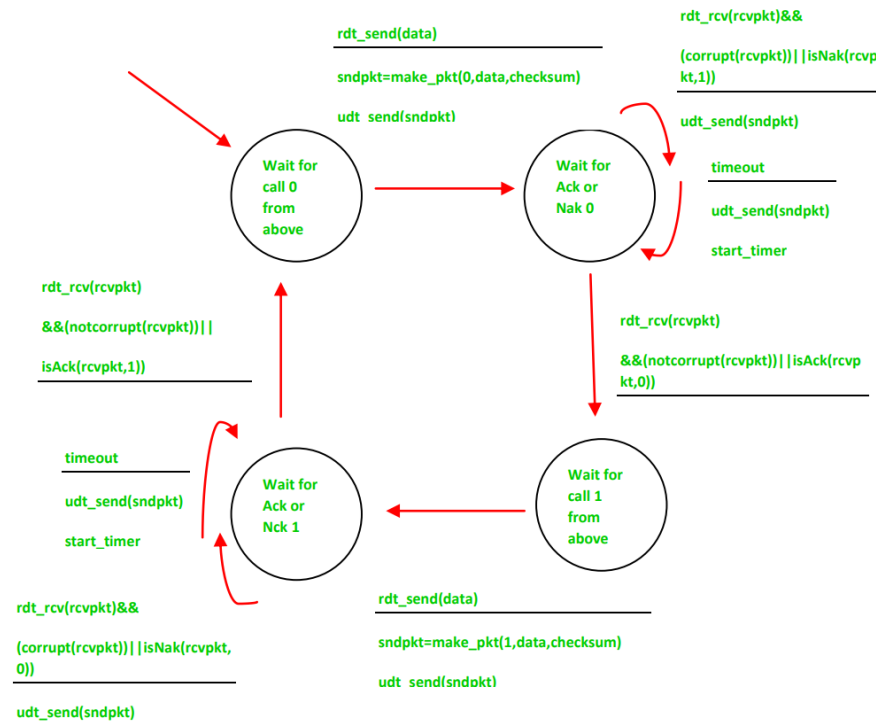 rdt_send(data)
sndpkt=make_pkt(0,data,checksum)
udt_send(sndpkt)
rdt_rcv(rcvpkt)&&
(corrupt(rcvpkt))||isNak(rcvp
kt,1))
udt_send(sndpkt)
timeout
udt_send(sndpkt)
start_timer
Wait for
call 0
from
above
Wait for
Ack or
Nak 0
rdt_rcv(rcvpkt)
&&(notcorrupt(rcvpkt))||
isAck(rcvpkt,1))
rdt_rcv(rcvpkt)
&&(notcorrupt(rcvpkt))||isAck(rcvp
kt,0))
timeout
udt_send(sndpkt)
start_timer
Wait for
Ack or
Nck 1
Wait for
call 1
from
above
rdt_rcv(rcvpkt)&&
(corrupt(rcvpkt))||isNak(rcvpkt,
0))
udt_send(sndpkt)
rdt_send(data)
sndpkt=make_pkt(1,data,checksum)
udt_send(sndpkt)